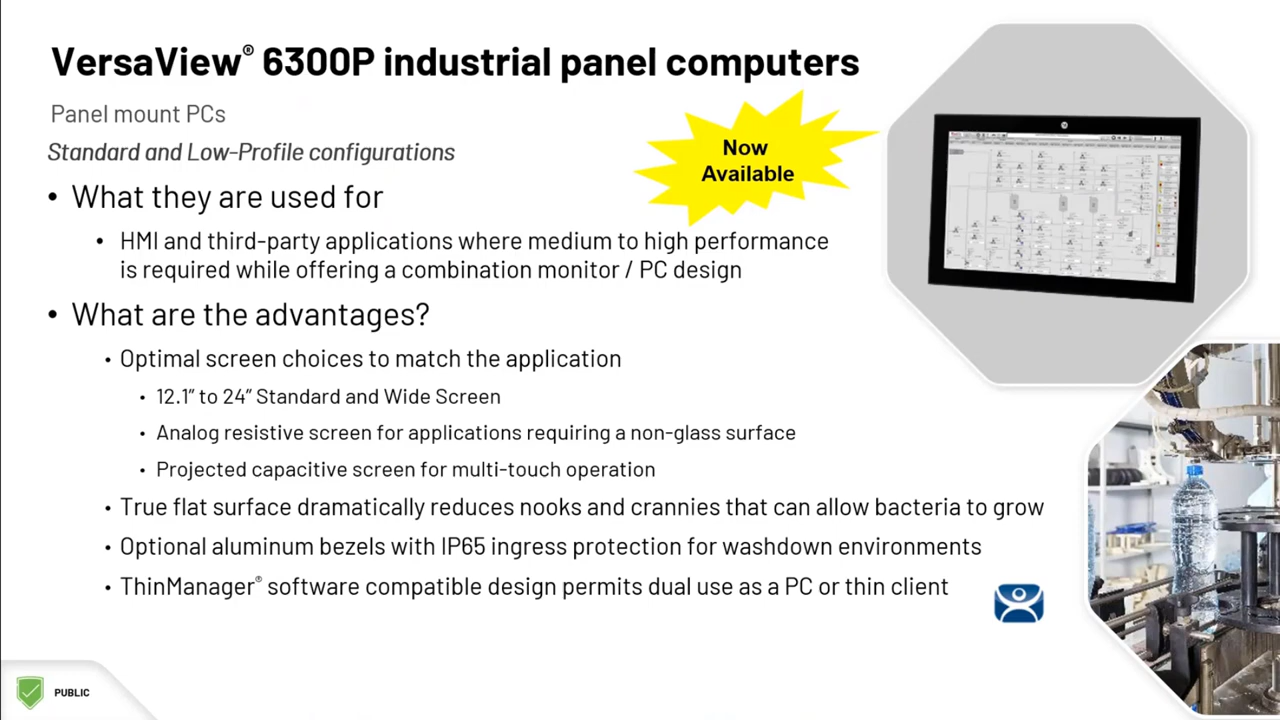 VersaView® 6300P industrial panel computers
Panel mount PCs
Standard and Low-Profile configurations
Now
Available
• What they are used for
• HMI and third-party applications where medium to high performance
is required while offering a combination monitor / PC design
• What are the advantages?
• Optimal screen choices to match the application
• 12.1” to 24” Standard and Wide Screen
• Analog resistive screen for applications requiring a non-glass surface
• Projected capacitive screen for multi-touch operation
• True flat surface dramatically reduces nooks and crannies that can allow bacteria to grow
• Optional aluminum bezels with IP65 ingress protection for washdown environments
• ThinManager® software compatible design permits dual use as a PC or thin client
PUBLIC